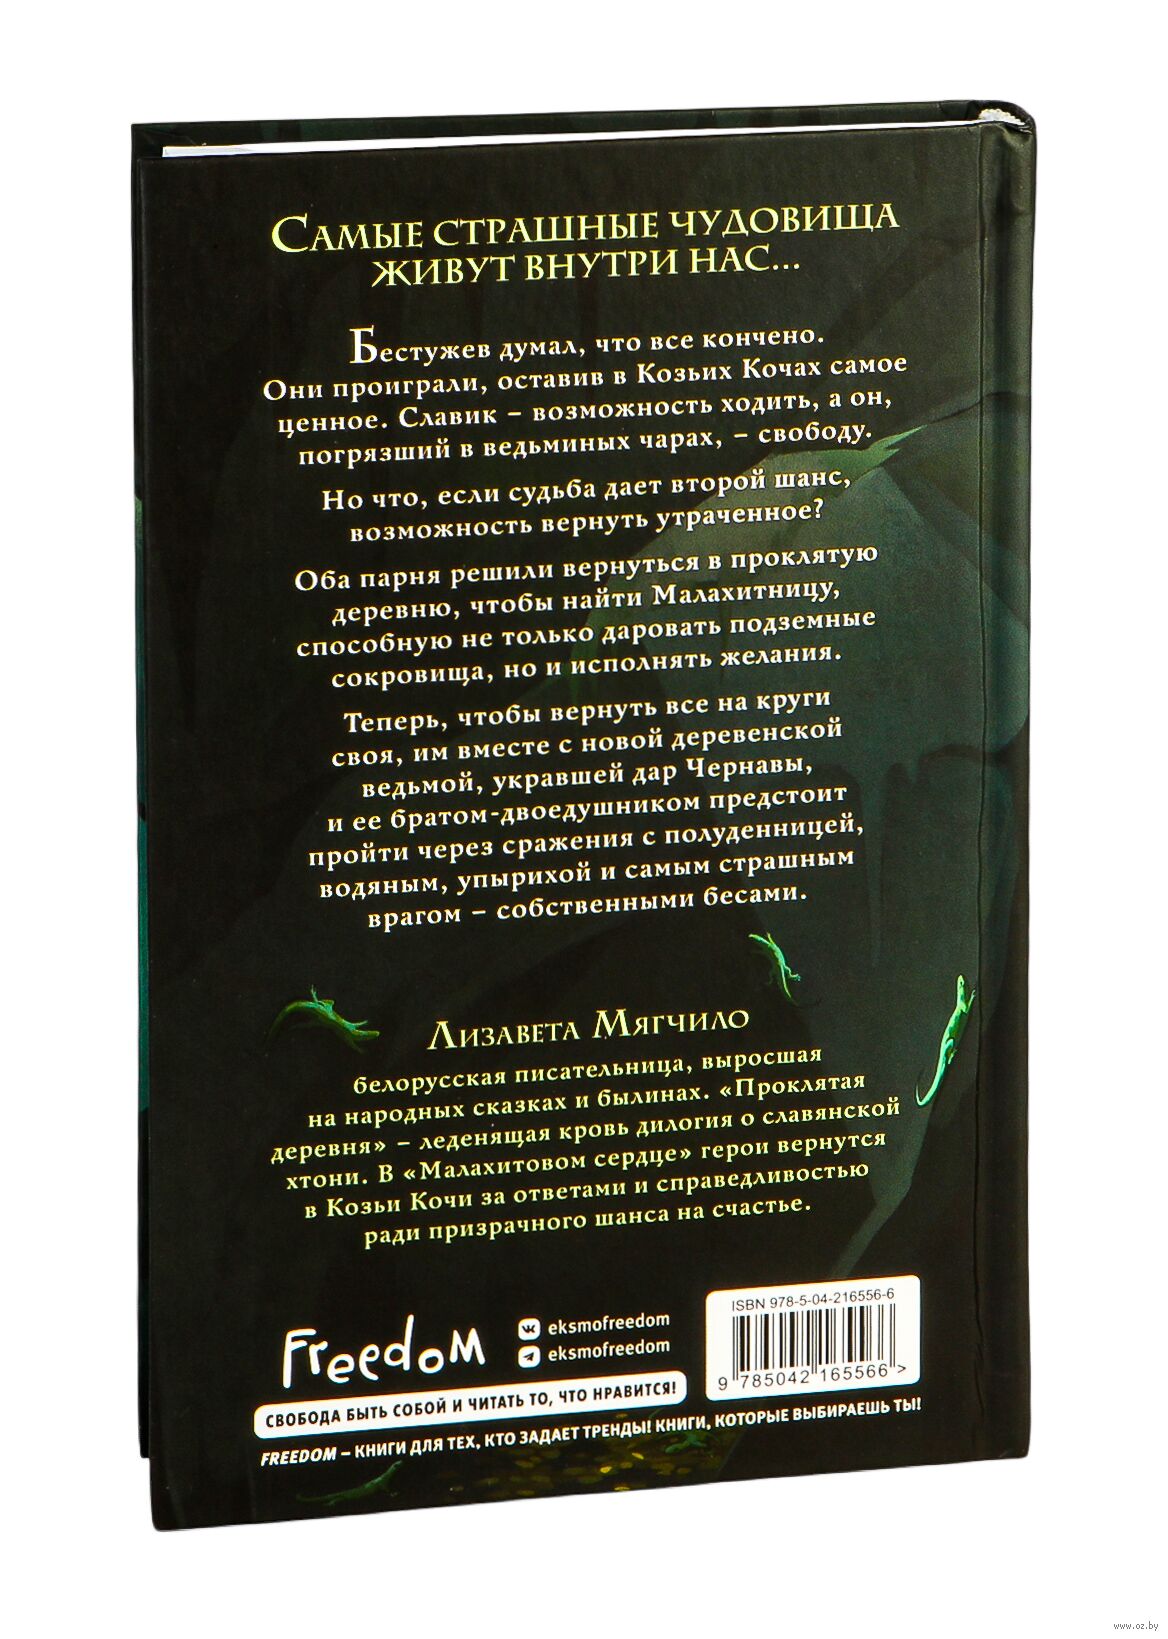 Самые страшные чудовища
живут внутри нас...
Бестужев думал, что все кончено.
Они проиграли, оставив в Козьих Кочах самое
ценное. Славик – возможность ходить, а он,
погрязший в ведьминых чарах, – свободу.
Но что, если судьба дает второй шанс,
возможность вернуть утраченное?
Оба парня решили вернуться в проклятую
деревню, чтобы найти Малахитницу,
способную не только даровать подземные
сокровища, но и исполнять желания.
Теперь, чтобы вернуть все на круги
своя, им вместе с новой деревенской
ведьмой, укравшей дар Чернавы,
и ее братом-двоедушником предстоит
пройти через сражения с полуденницей,
водяным, упырихой и самым страшным
врагом – собственными бесами.
Лизавета Мягчило
белорусская писательница, выросшая
на народных сказках и былинах. «Проклятая
деревня» – леденящая кровь дилогия о славянской
хтони. В «Малахитовом сердце» герои вернутся
в Козьи Кочи за ответами и справедливостью
ради призрачного шанса на счастье.
Freedom
eksmofreedom
eksmofreedom
СВОБОДА БЫТЬ СОБОЙ И ЧИТАТЬ ТО, ЧТО НРАВИТСЯ!
FREEDOM – КНИГИ ДЛЯ ТЕХ, КТО ЗАДАЕТ ТРЕНДЫ! КНИГИ, КОТОРЫЕ ВЫБИРАЕШЬ ТЫ!
ISBN 978-5-04-216556-6
9 785042 165566 >
www.oz.by